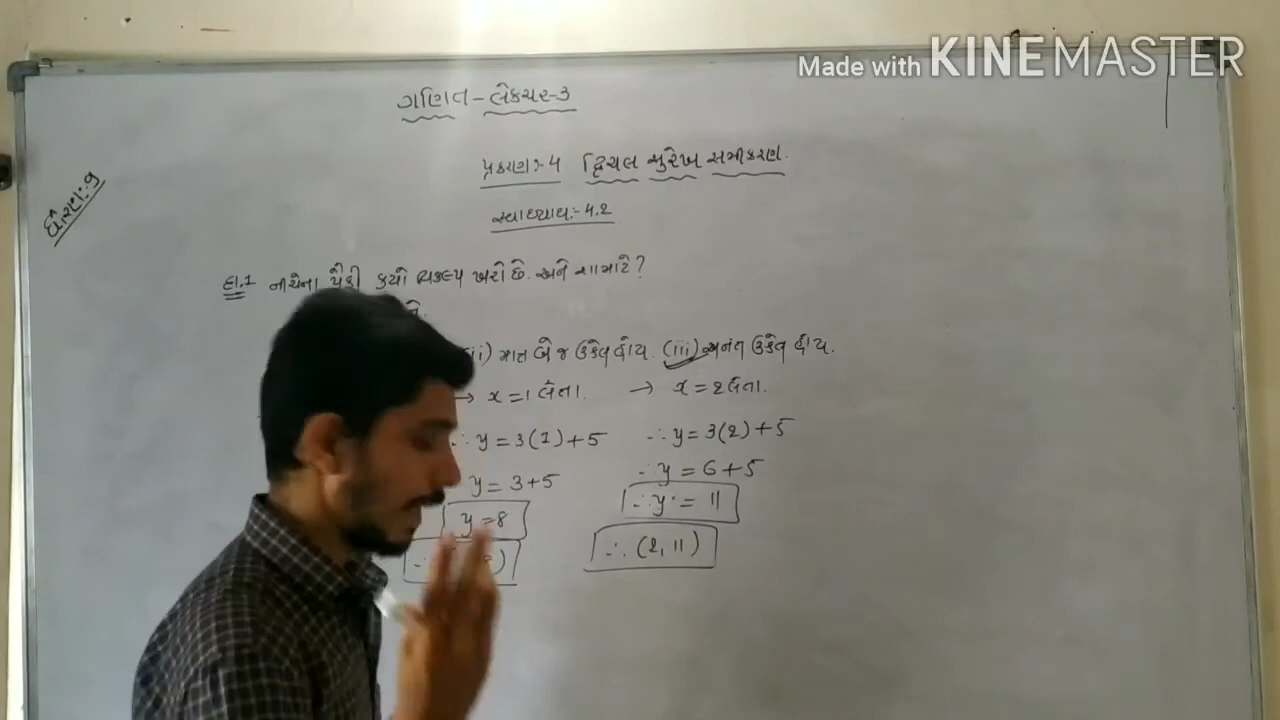 Made with KINEMASTER
ગણિત - લેક્ચર-૩
પ્રકરણ:-4 દ્વિચલ સુરેખ સમીકરણ.
સ્વાધ્યાય:- 4.2
ધોરણ:9
દા.1 નીચેના પૈકી કયો વિકલ્પ ખરો છે. અને શા માટે?
(ii) માત્ર બે જ ઉકેલ હોય. (iii) અનંત ઉકેલ હોય.
→ x = 1 લેતા. → x = 2 લેતા.
∴ y = 3(1) + 5 ∴ y = 3(2) + 5
y = 3 + 5 ∴ y = 6 + 5
y = 8 ∴ y = 11
∴ (2, 11)